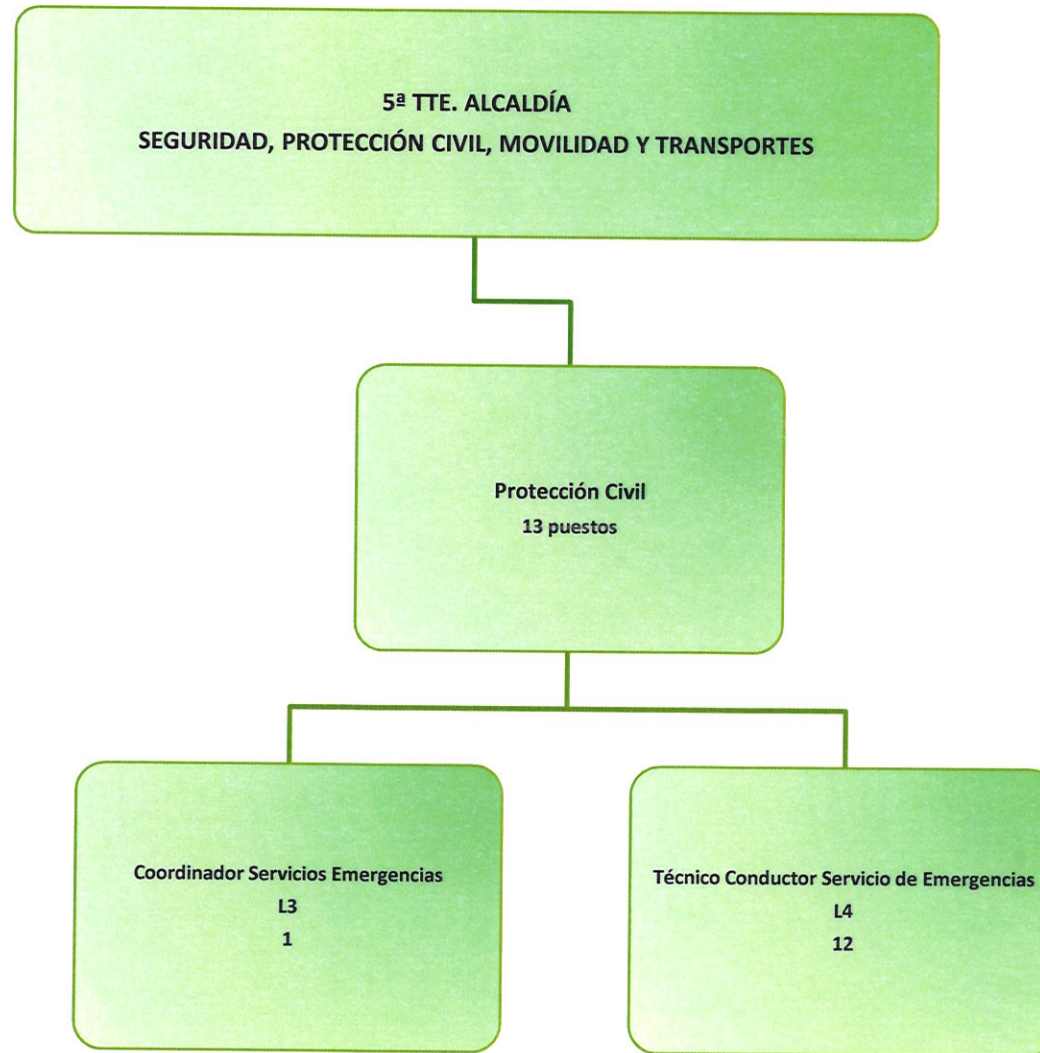 5ª TTE. ALCALDÍA
SEGURIDAD, PROTECCIÓN CIVIL, MOVILIDAD Y TRANSPORTES
Protección Civil
13 puestos
Coordinador Servicios Emergencias
L3
1
Técnico Conductor Servicio de Emergencias
L4
12